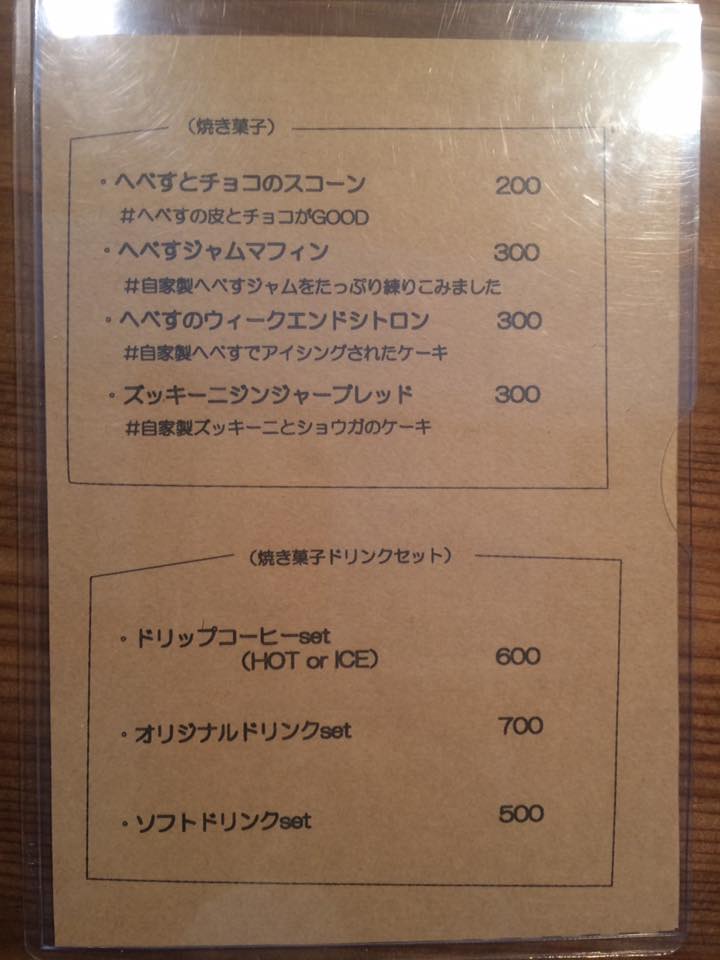 （焼き菓子）
・へべすとチョコのスコーン 200
＃へべすの皮とチョコがGOOD
・へべすジャムマフィン 300
＃自家製へべすジャムをたっぷり練りこみました
・へべすのウィークエンドシトロン 300
＃自家製へべすでアイシングされたケーキ
・ズッキーニジンジャーブレッド 300
＃自家製ズッキーニとショウガのケーキ
（焼き菓子ドリンクセット）
・ドリップコーヒーset
（HOT or ICE） 600
・オリジナルドリンクset 700
・ソフトドリンクset 500